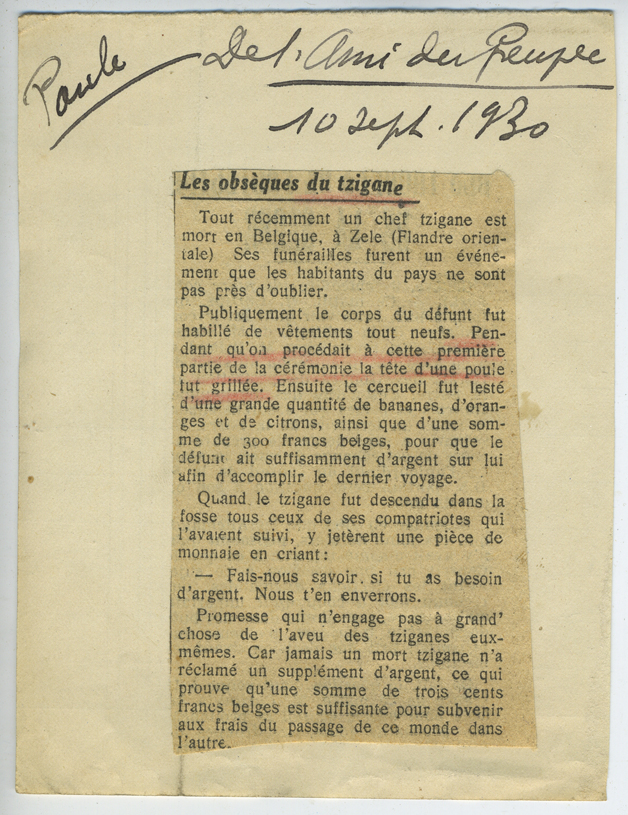 Poule
De l'Ami du Peuple
10 sept. 1930
Les obsèques du tzigane
Tout récemment un chef tzigane est
mort en Belgique, à Zele (Flandre orien-
tale) Ses funérailles furent un événe-
ment que les habitants du pays ne sont
pas près d'oublier.
Publiquement le corps du défunt fut
habillé de vêtements tout neufs. Pen-
dant qu'on procédait à cette première
partie de la cérémonie la tête d'une poule
fut grillée. Ensuite le cercueil fut lesté
d'une grande quantité de bananes, d'oran-
ges et de citrons, ainsi que d'une som-
me de 300 francs belges, pour que le
défunt ait suffisamment d'argent sur lui
afin d'accomplir le dernier voyage.
Quand le tzigane fut descendu dans la
fosse tous ceux de ses compatriotes qui
l'avaient suivi, y jetèrent une pièce de
monnaie en criant :
— Fais-nous savoir si tu as besoin
d'argent. Nous t'en enverrons.
Promesse qui n'engage pas à grand'
chose de l'aveu des tziganes eux-
mêmes. Car jamais un mort tzigane n'a
réclamé un supplément d'argent, ce qui
prouve qu'une somme de trois cents
francs belges est suffisante pour subvenir
aux frais du passage de ce monde dans
l'autre.